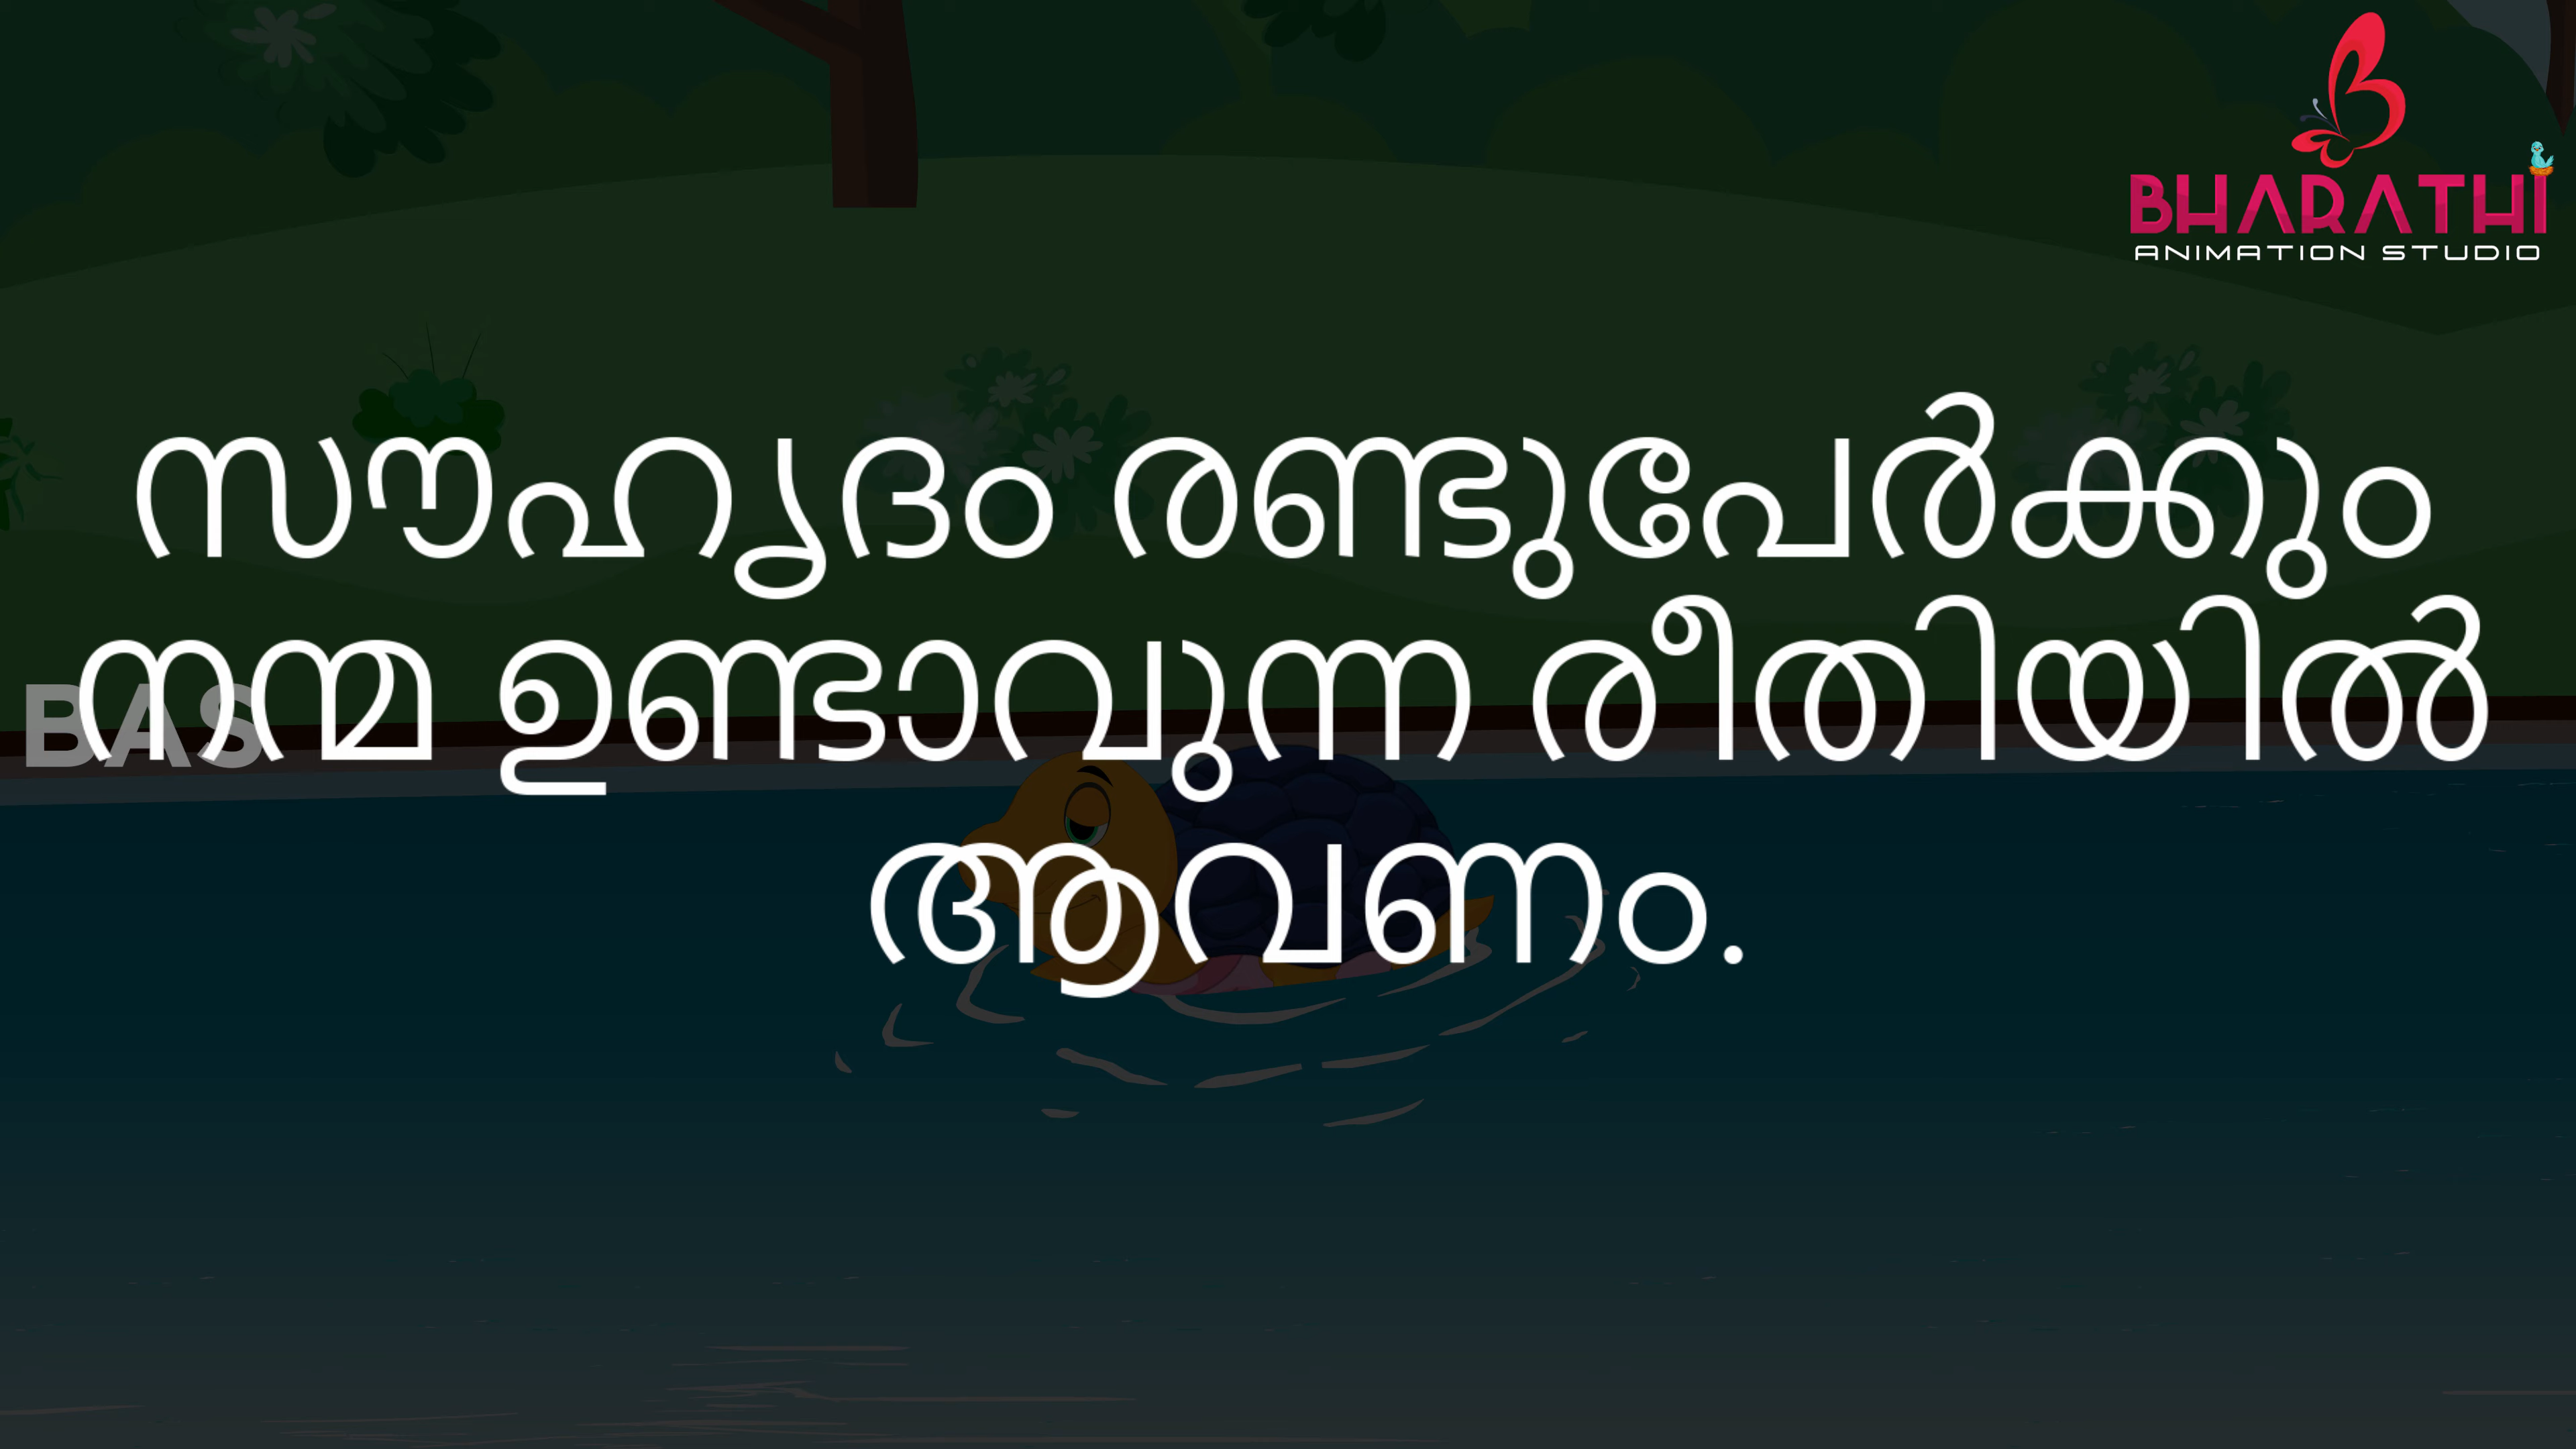 BHARATHI
ANIMATION STUDIO
സൗഹൃദം രണ്ടുപേർക്കും
നന്മ ഉണ്ടാവുന്ന രീതിയിൽ
BAS
ആവണം.